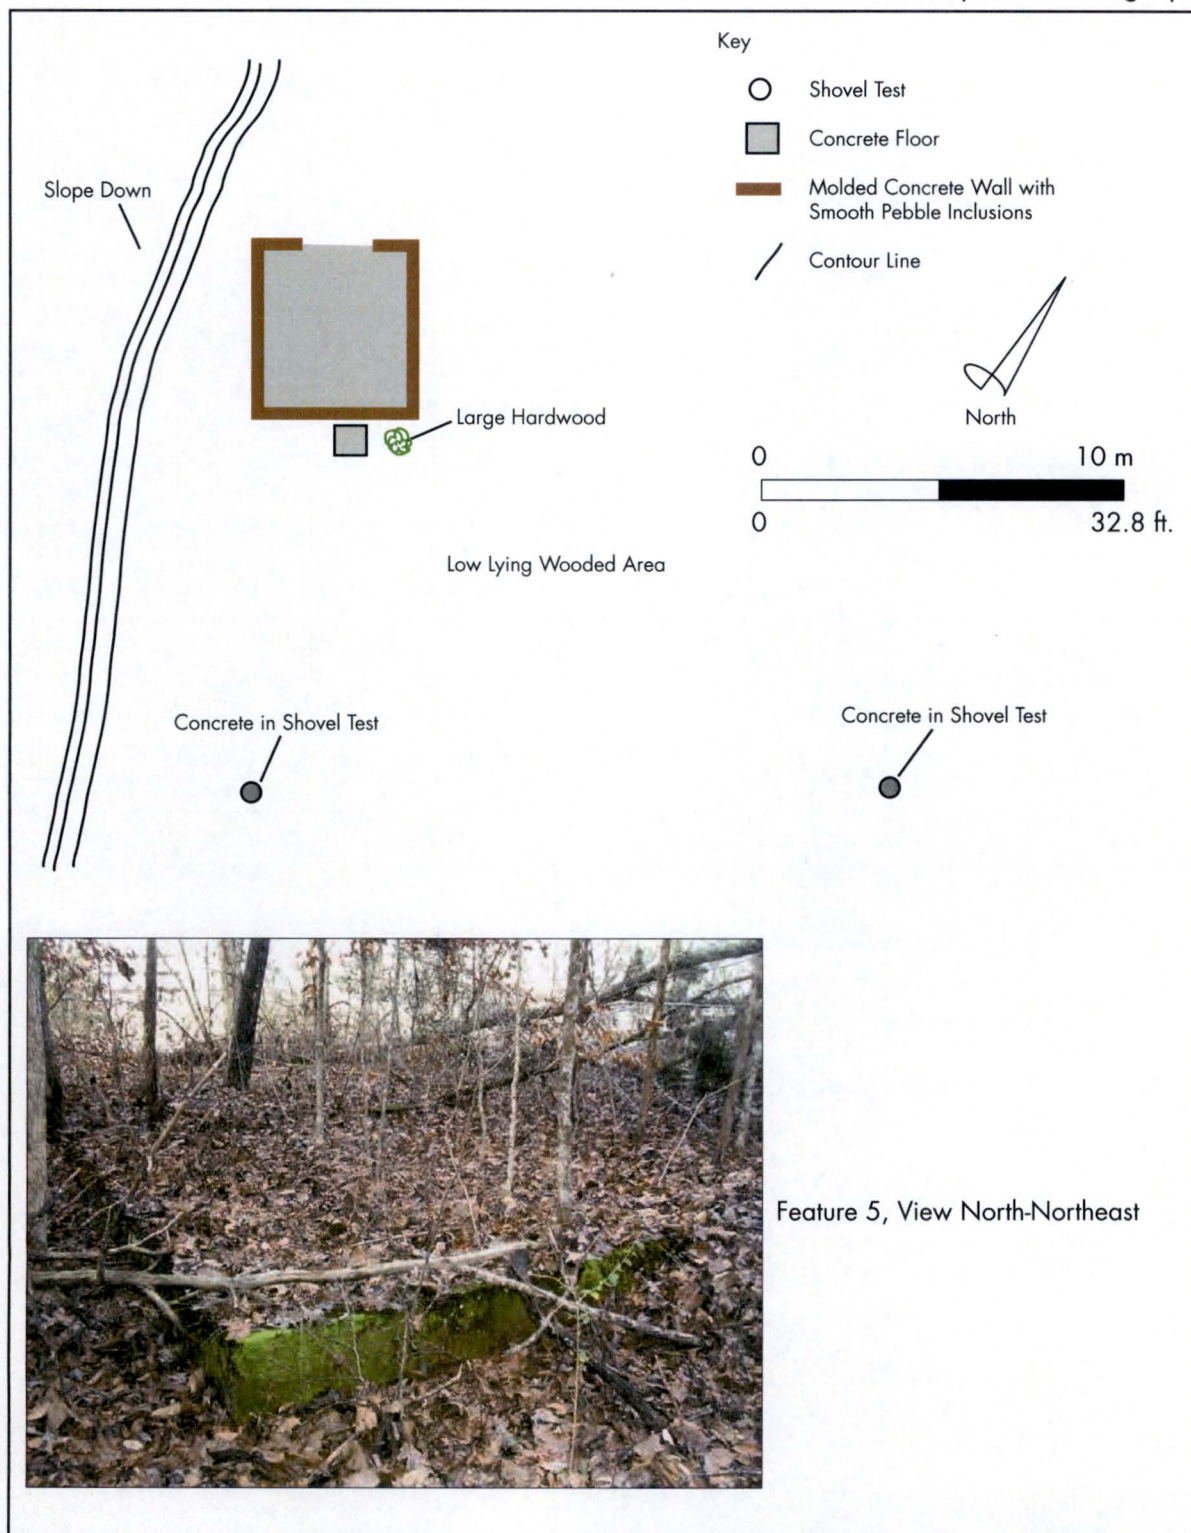 Key
Shovel Test
Concrete Floor
Molded Concrete Wall with
Smooth Pebble Inclusions
Contour Line
Slope Down
North
Large Hardwood
0 10 m
0 32.8 ft.
Low Lying Wooded Area
Concrete in Shovel Test
Concrete in Shovel Test
Feature 5, View North-Northeast